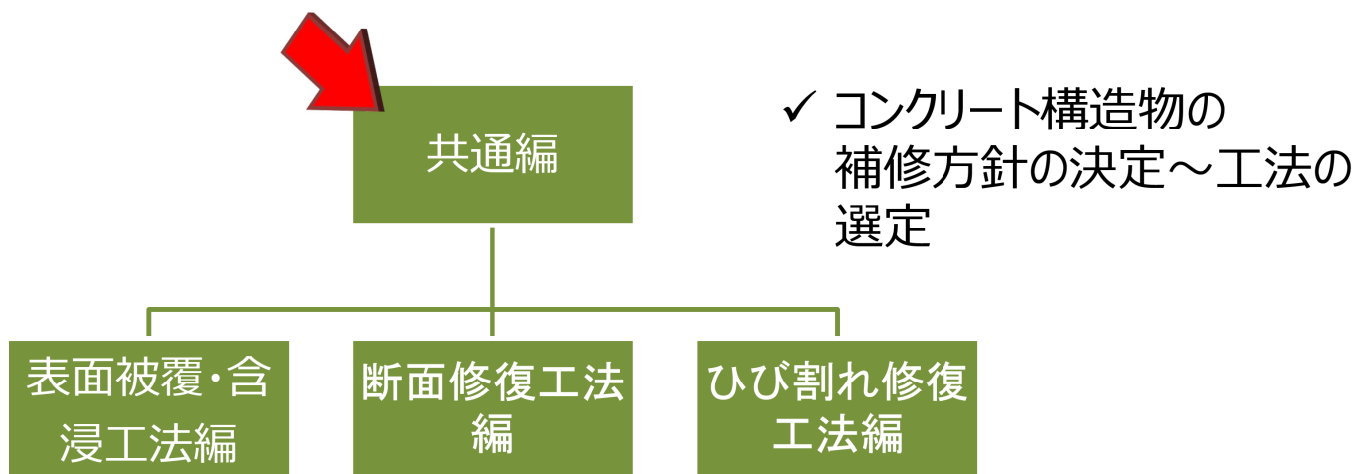 共通編
✓ コンクリート構造物の
補修方針の決定～工法の
選定
表面被覆・含
浸工法編
断面修復工法
編
ひび割れ修復
工法編